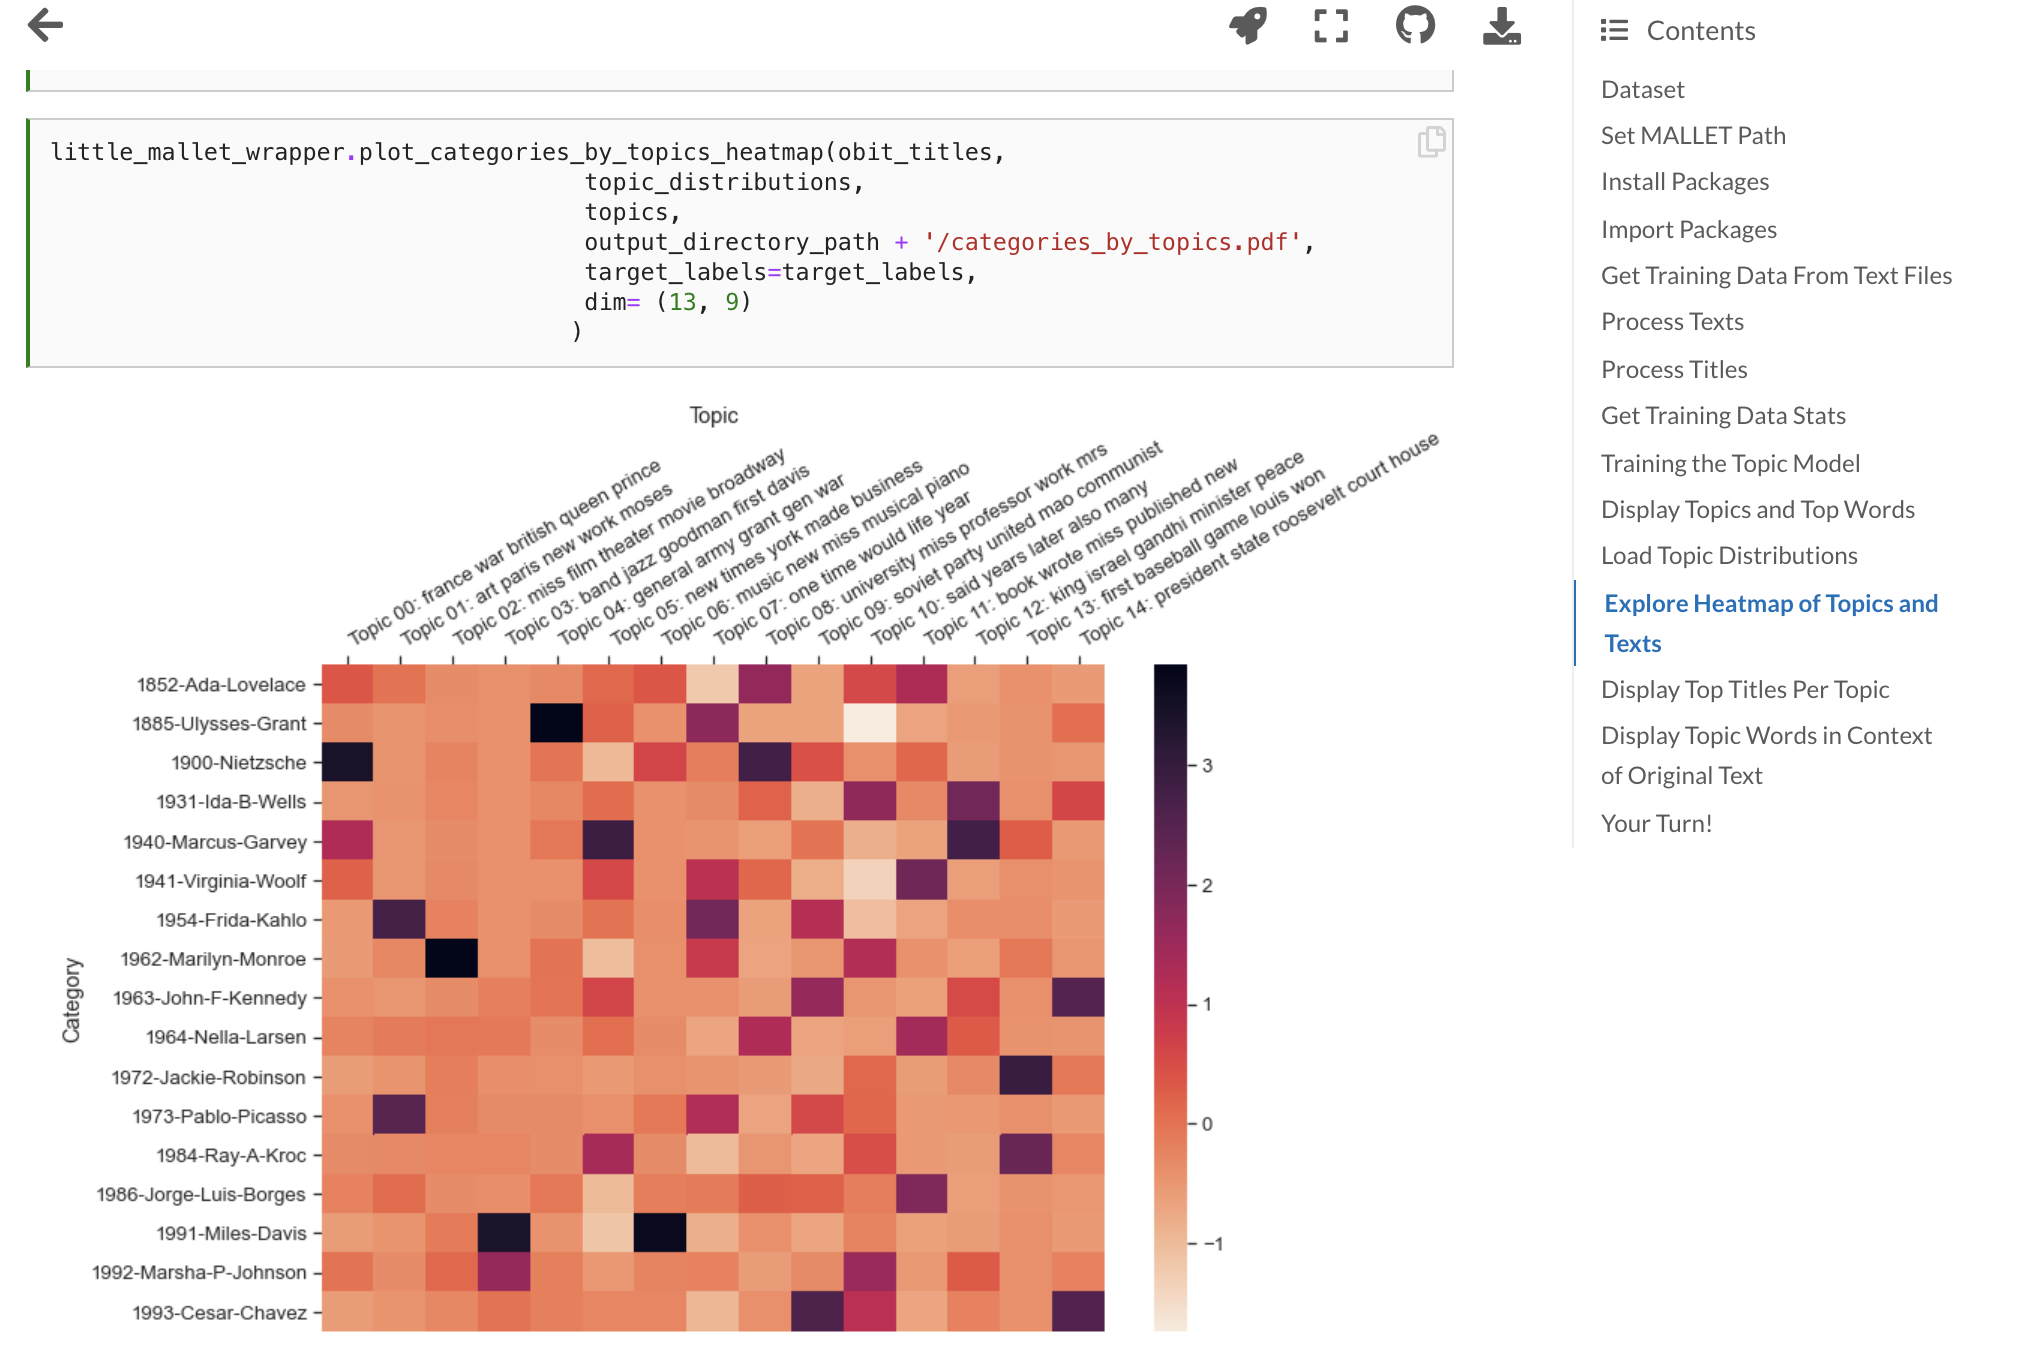 little_mallet_wrapper.plot_categories_by_topics_heatmap(obit_titles,
topic_distributions,
topics,
output_directory_path + '/categories_by_topics.pdf',
target_labels=target_labels,
dim= (13, 9)
)
Topic
Topic 00: france war british queen prince
Topic 01: art paris new work moses
Topic 02: miss film theater movie broadway
Topic 03: band jazz goodman first davis
Topic 04: general army grant gen war
Topic 05: new times york made business
Topic 06: music new miss musical piano
Topic 07: one time would life year
Topic 08: university miss professor work mrs
Topic 09: soviet party united mao communist
Topic 10: said years later also many
Topic 11: book wrote miss published new
Topic 12: king israel gandhi minister peace
Topic 13: first baseball game louis won
Topic 14: president state roosevelt court house
Category
1852-Ada-Lovelace
1885-Ulysses-Grant
1900-Nietzsche
1931-Ida-B-Wells
1940-Marcus-Garvey
1941-Virginia-Woolf
1954-Frida-Kahlo
1962-Marilyn-Monroe
1963-John-F-Kennedy
1964-Nella-Larsen
1972-Jackie-Robinson
1973-Pablo-Picasso
1984-Ray-A-Kroc
1986-Jorge-Luis-Borges
1991-Miles-Davis
1992-Marsha-P-Johnson
1993-Cesar-Chavez
3
2
1
0
−1
Contents
Dataset
Set MALLET Path
Install Packages
Import Packages
Get Training Data From Text Files
Process Texts
Process Titles
Get Training Data Stats
Training the Topic Model
Display Topics and Top Words
Load Topic Distributions
Explore Heatmap of Topics and
Texts
Display Top Titles Per Topic
Display Topic Words in Context
of Original Text
Your Turn!